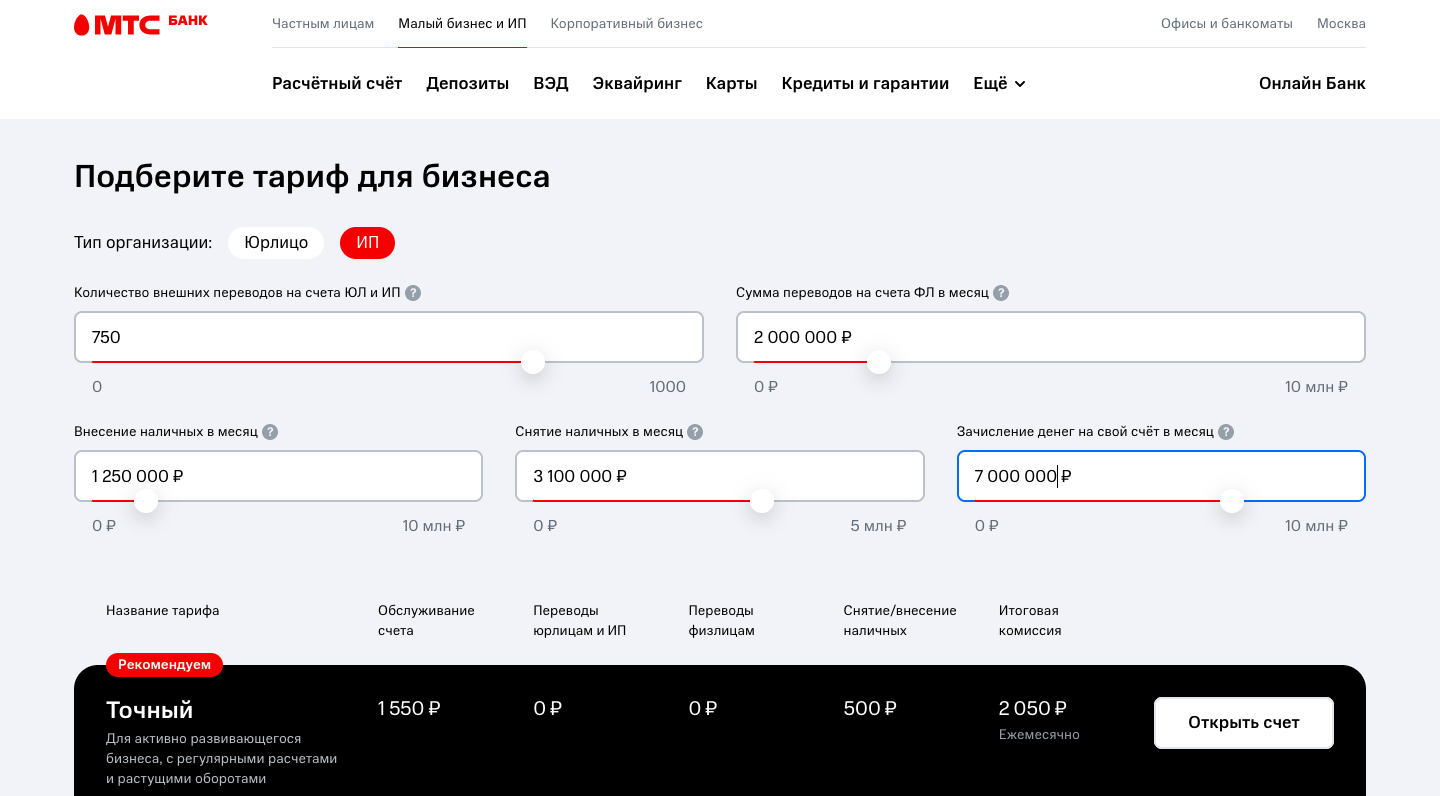 МТС БАНК
Частным лицам Малый бизнес и ИП Корпоративный бизнес Офисы и банкоматы Москва
Расчётный счёт Депозиты ВЭД Эквайринг Карты Кредиты и гарантии Ещё Онлайн Банк
Подберите тариф для бизнеса
Тип организации: Юрлицо ИП
Количество внешних переводов на счета ЮЛ и ИП ? Сумма переводов на счета ФЛ в месяц ?
750 2 000 000 ₽
0 1000 0 ₽ 10 млн ₽
Внесение наличных в месяц ? Снятие наличных в месяц ? Зачисление денег на свой счёт в месяц ?
1 250 000 ₽ 3 100 000 ₽ 7 000 000 ₽
0 ₽ 10 млн ₽ 0 ₽ 5 млн ₽ 0 ₽ 10 млн ₽
Название тарифа Обслуживание Переводы Переводы Снятие/внесение Итоговая
счета юрлицам и ИП физлицам наличных комиссия
Рекомендуем
Точный 1 550 ₽ 0 ₽ 0 ₽ 500 ₽ 2 050 ₽ Открыть счет
Для активно развивающегося Ежемесячно
бизнеса, с регулярными расчетами
и растущими оборотами